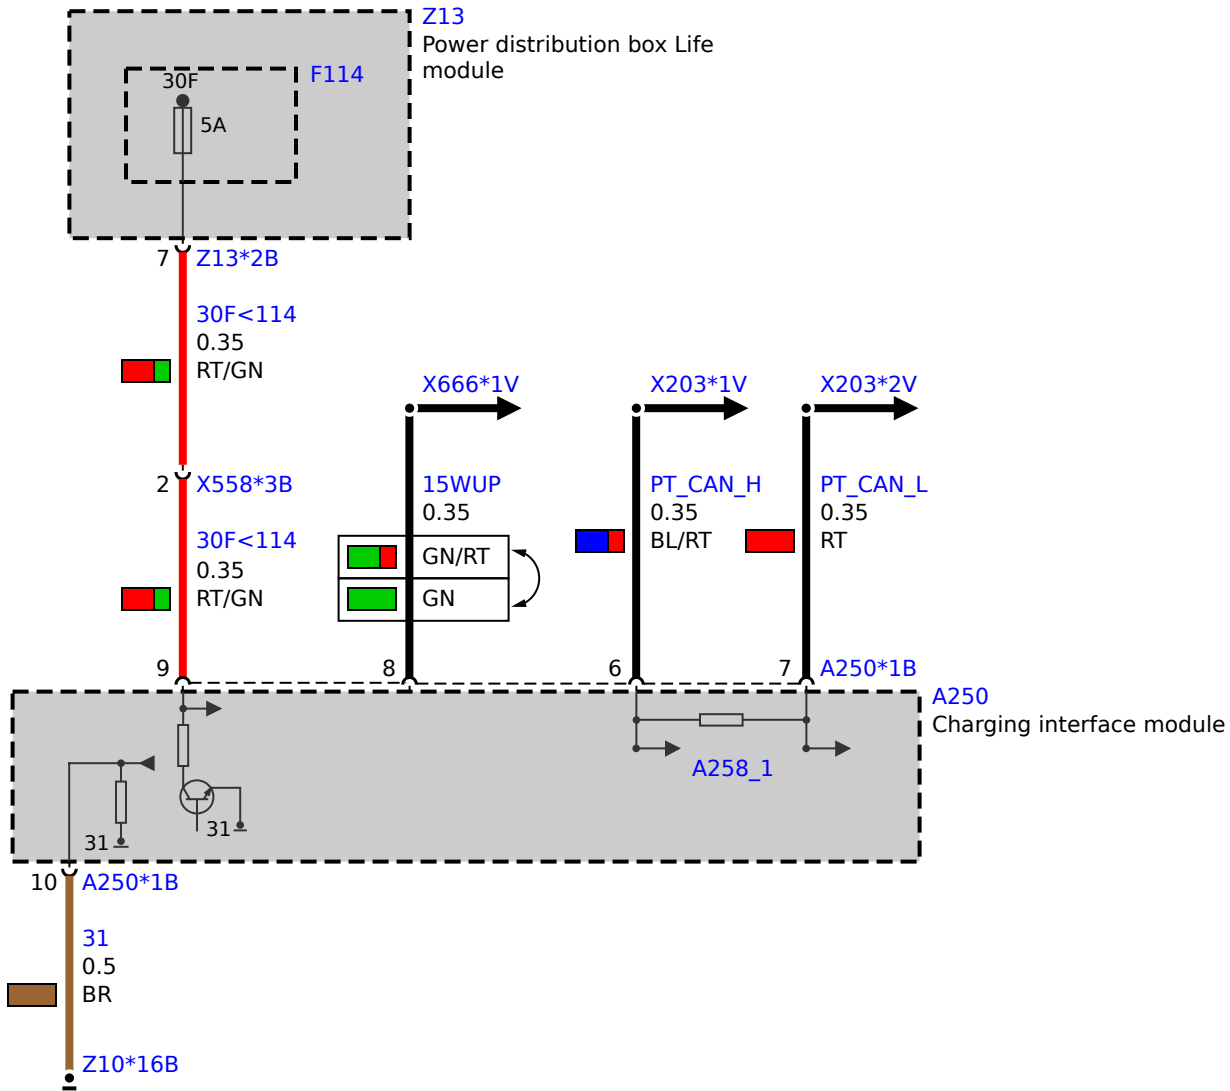 Z13
Power distribution box Life
module
F114
30F
5A
7 Z13*2B
30F<114
0.35
RT/GN
X666*1V
X203*1V
X203*2V
2 X558*3B
15WUP
0.35
PT_CAN_H
0.35
BL/RT
PT_CAN_L
0.35
RT
30F<114
0.35
RT/GN
GN/RT
GN
9
8
6
7 A250*1B
A250
Charging interface module
A258_1
31
31
10 A250*1B
31
0.5
BR
Z10*16B